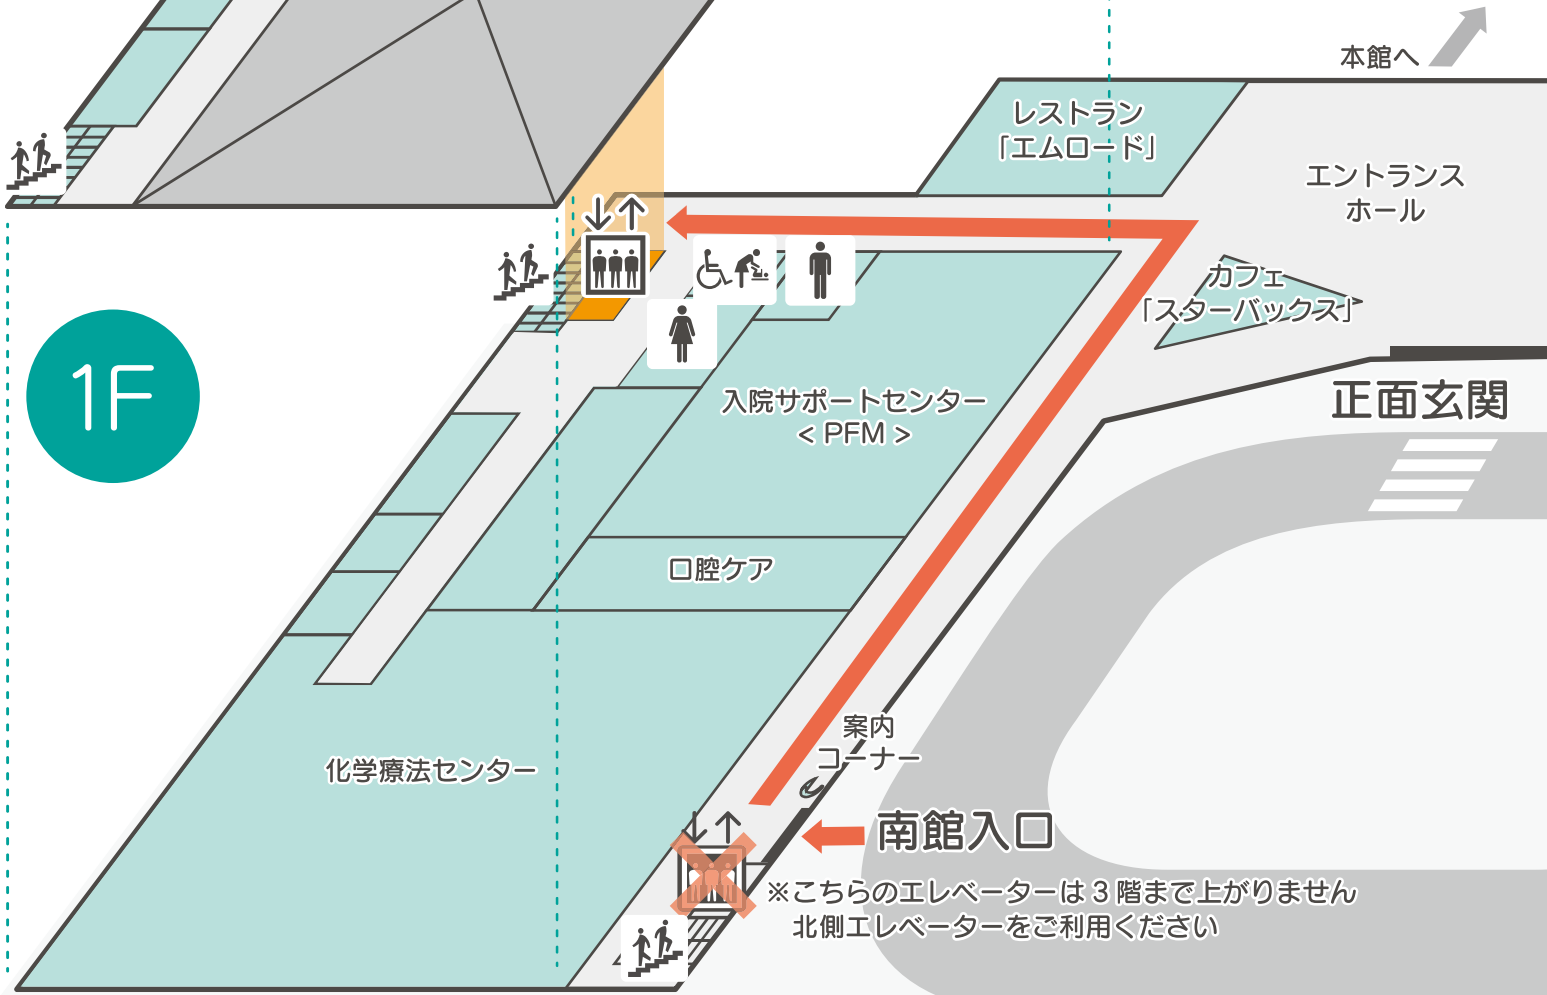 本館へ
レストラン
「エムロード」
エントランス
ホール
カフェ
「スターバックス」
1F
正面玄関
入院サポートセンター
< PFM >
口腔ケア
案内
コーナー
化学療法センター
南館入口
※こちらのエレベーターは 3 階まで上がりません
北側エレベーターをご利用ください